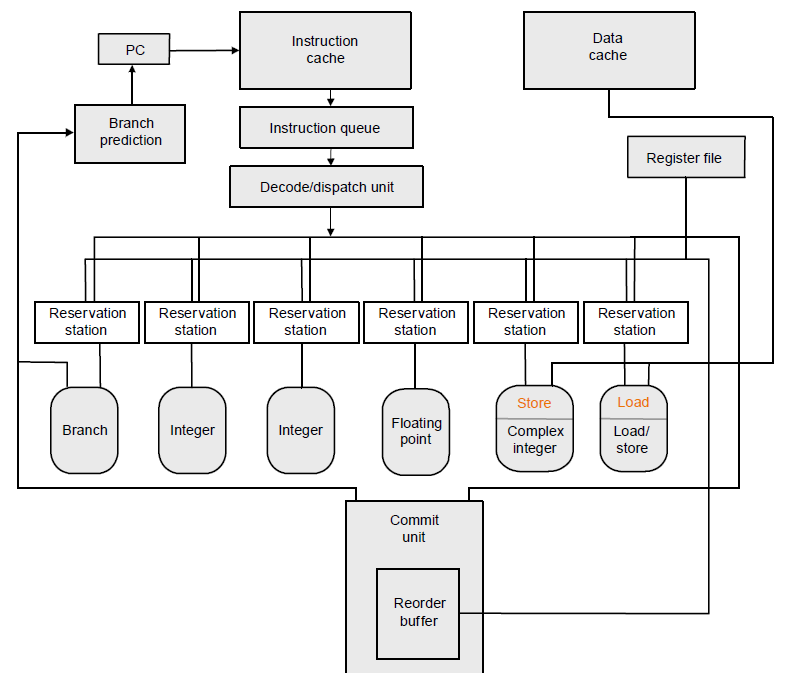 Instruction
cache
Data
cache
PC
Branch
prediction
Instruction queue
Register file
Decode/dispatch unit
Reservation
station
Reservation
station
Reservation
station
Reservation
station
Reservation
station
Reservation
station
Branch
Integer
Integer
Floating
point
Store
Complex
integer
Load
Load/
store
Commit
unit
Reorder
buffer